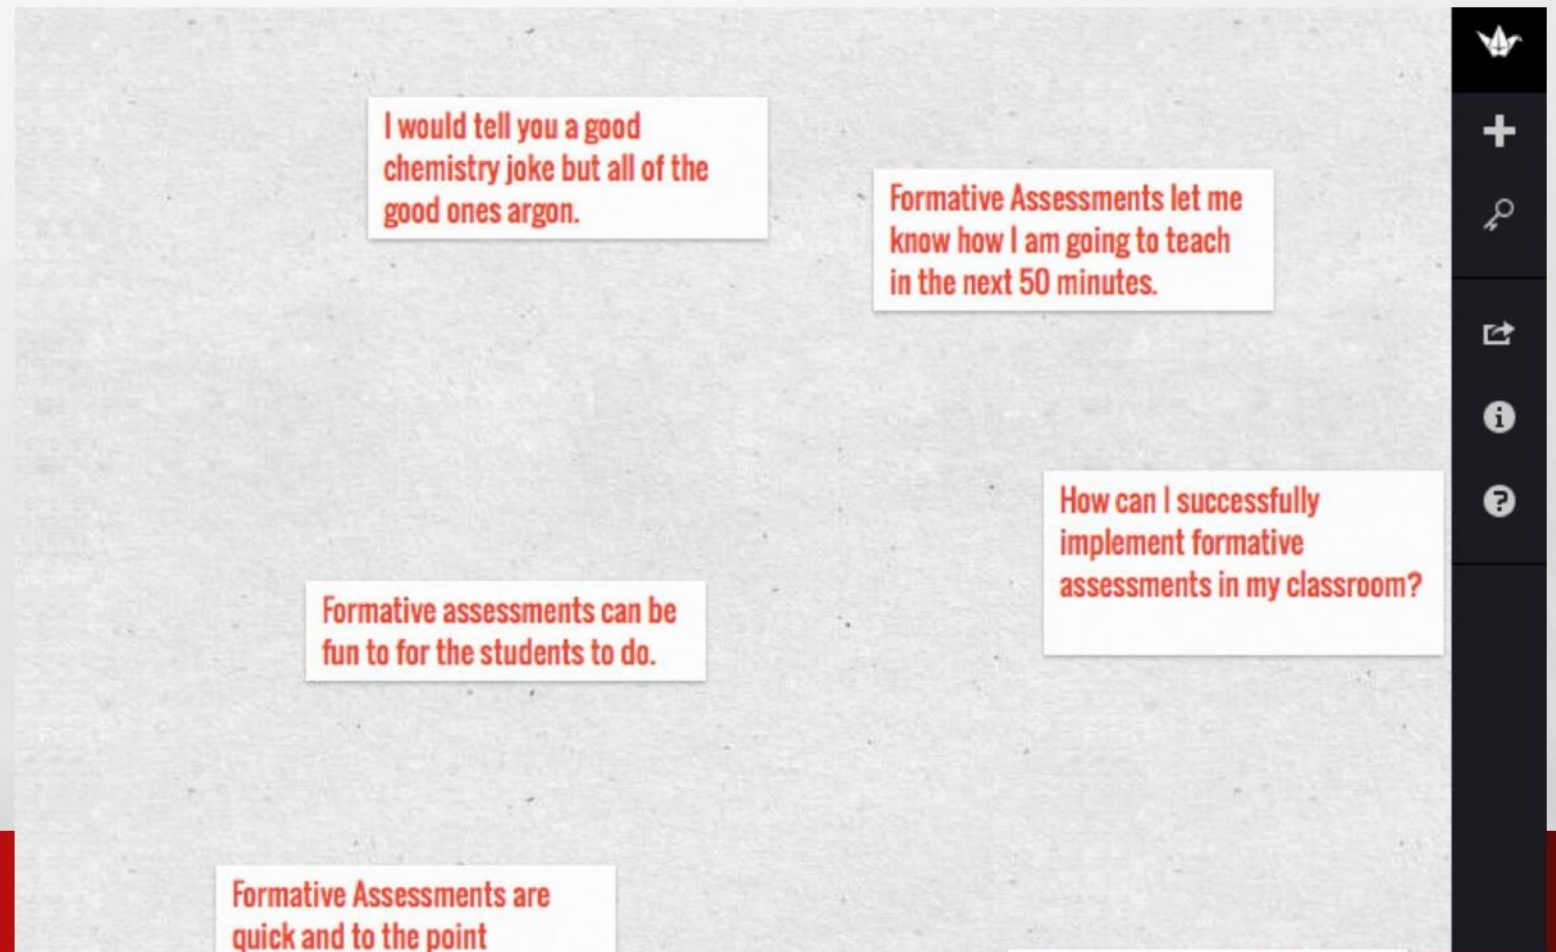 I would tell you a good
chemistry joke but all of the
good ones argon.
Formative Assessments let me
know how I am going to teach
in the next 50 minutes.
How can I successfully
implement formative
assessments in my classroom?
Formative assessments can be
fun to for the students to do.
Formative Assessments are
quick and to the point